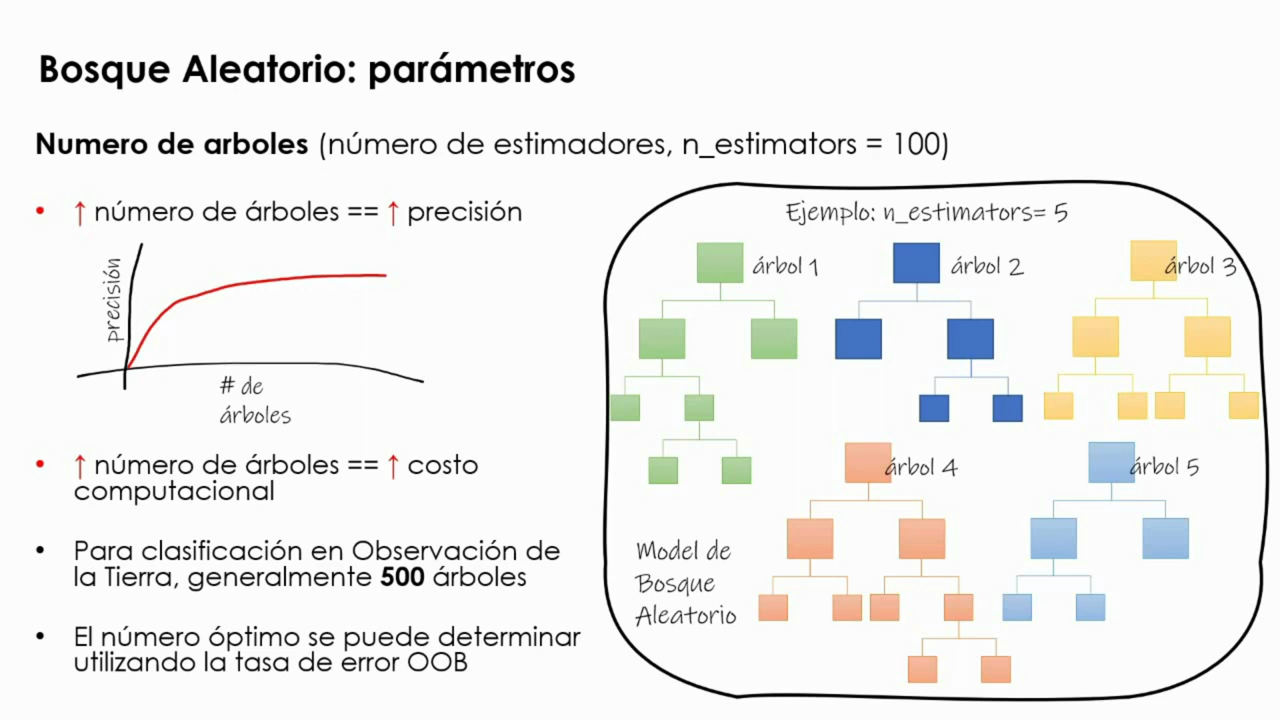 Bosque Aleatorio: parámetros
Numero de arboles (número de estimadores, n_estimators = 100)
• ↑ número de árboles == ↑ precisión
precisión
# de
árboles
• ↑ número de árboles == ↑ costo
computacional
• Para clasificación en Observación de
la Tierra, generalmente 500 árboles
• El número óptimo se puede determinar
utilizando la tasa de error OOB
Ejemplo: n_estimators= 5
árbol 1
árbol 2
árbol 3
árbol 4
árbol 5
Model de
Bosque
Aleatorio